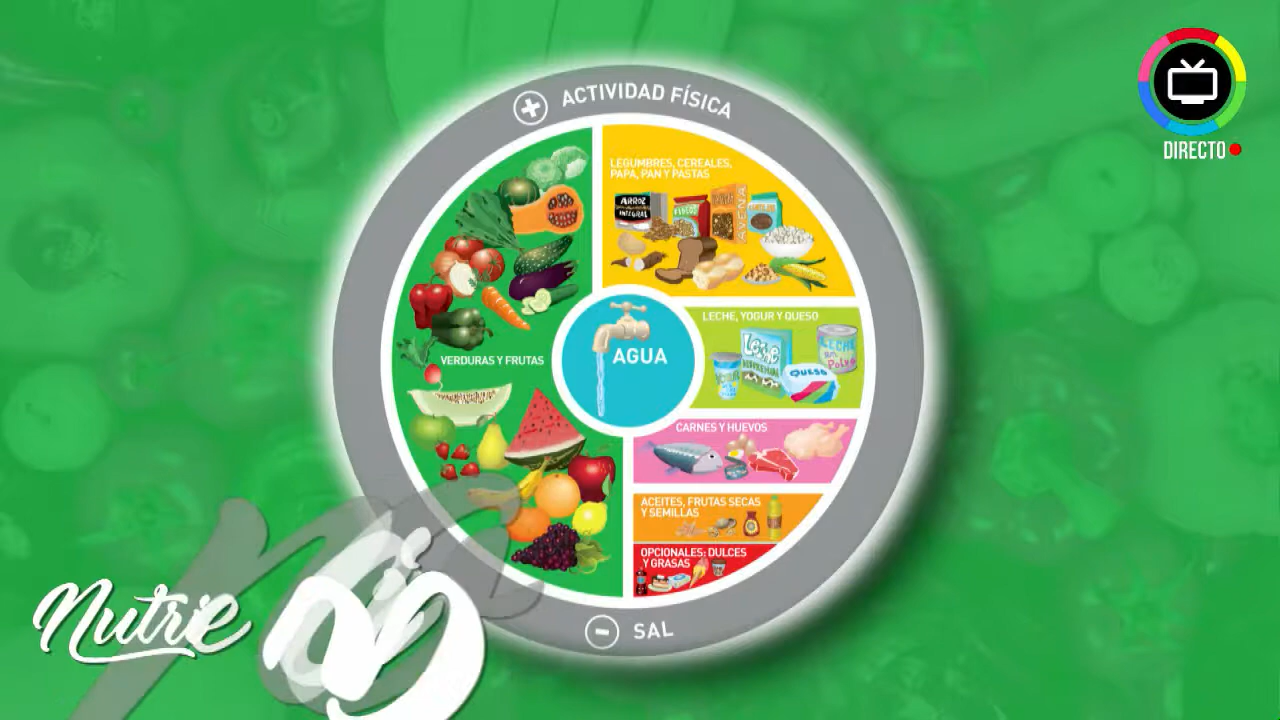 ACTIVIDAD FÍSICA
DIRECTO
LEGUMBRES, CEREALES,
PAPA, PAN Y PASTAS
ARROZ
INTEGRAL
AVENA
LECHE, YOGUR Y QUESO
Leche
LECHE
en
Polvo
QUESO
AGUA
VERDURAS Y FRUTAS
CARNES Y HUEVOS
ACEITES, FRUTAS SECAS
Y SEMILLAS
OPCIONALES: DULCES
Y GRASAS
SAL
Nutrie